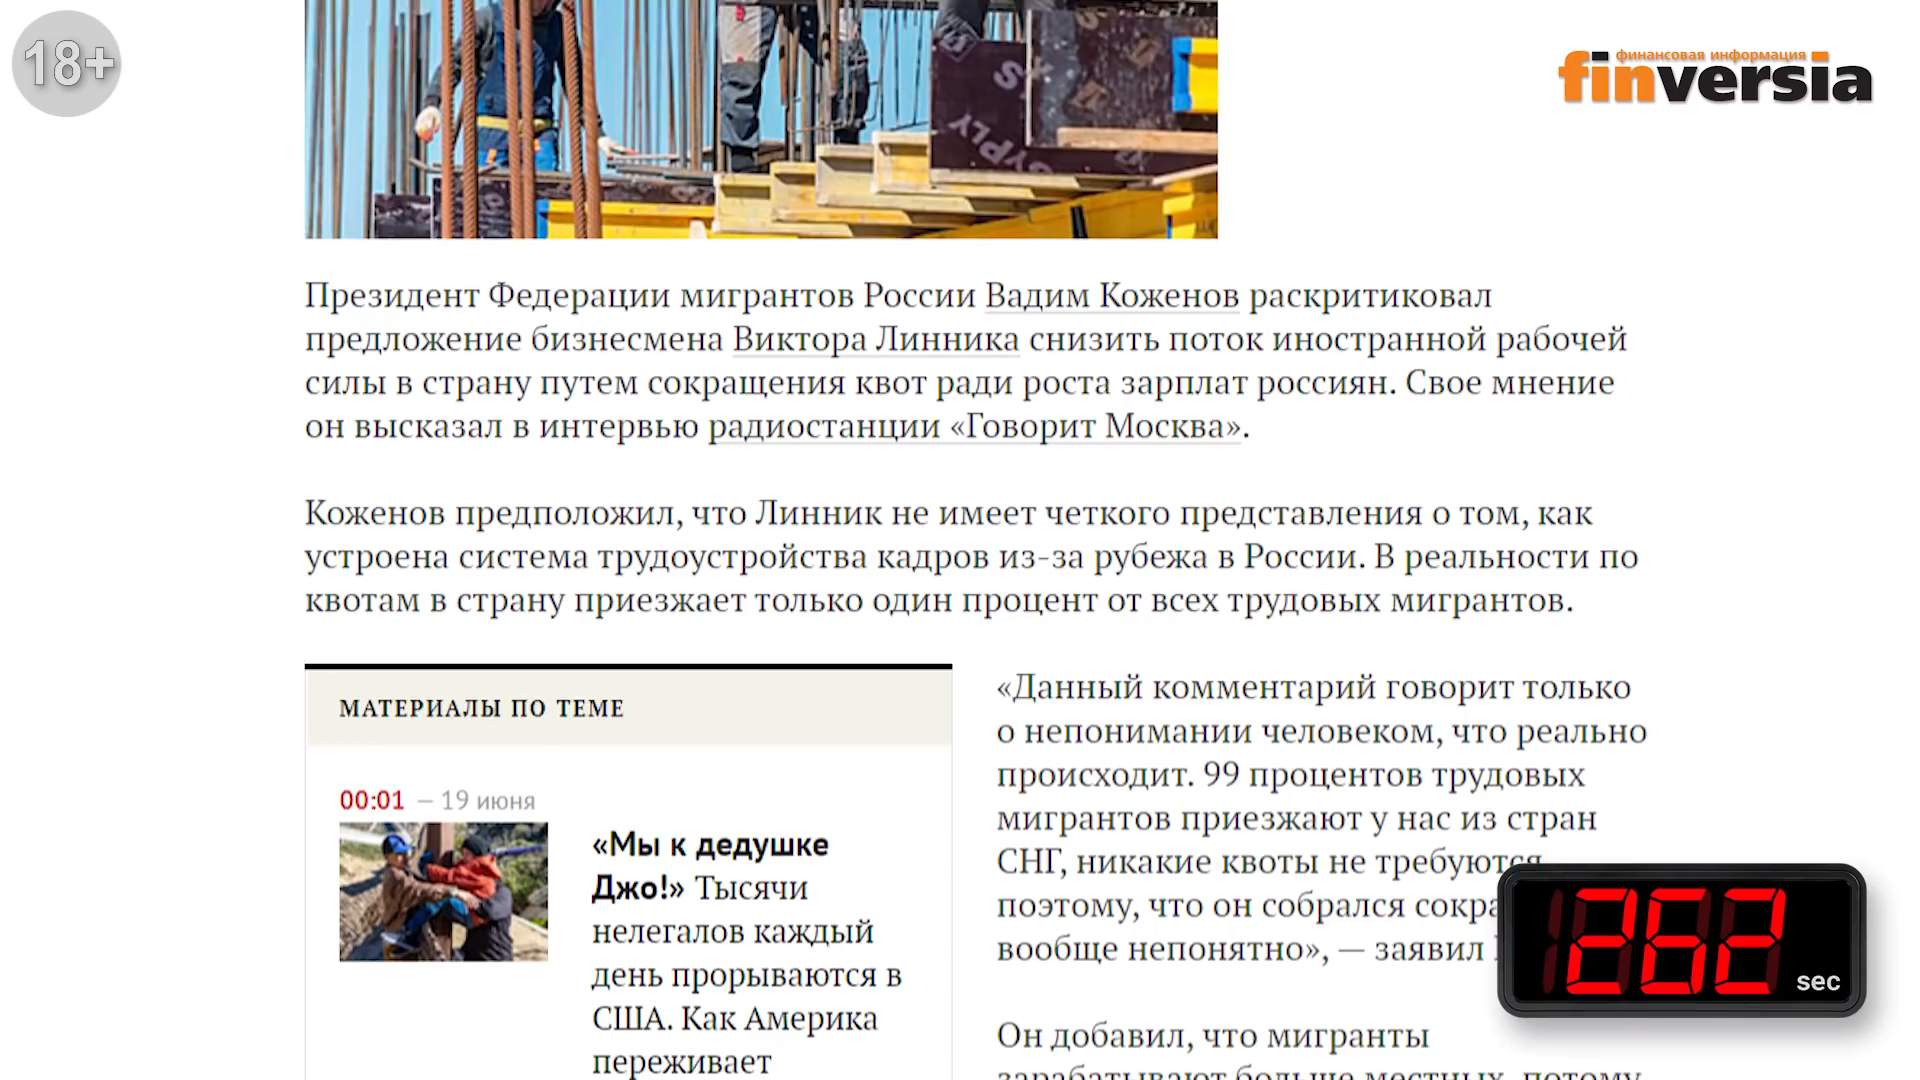 18+
финансовая информация
finversia
Президент Федерации мигрантов России Вадим Коженов раскритиковал
предложение бизнесмена Виктора Линника снизить поток иностранной рабочей
силы в страну путем сокращения квот ради роста зарплат россиян. Свое мнение
он высказал в интервью радиостанции «Говорит Москва».
Коженов предположил, что Линник не имеет четкого представления о том, как
устроена система трудоустройства кадров из-за рубежа в России. В реальности по
квотам в страну приезжает только один процент от всех трудовых мигрантов.
МАТЕРИАЛЫ ПО ТЕМЕ
00:01 — 19 июня
«Мы к дедушке
Джо!» Тысячи
нелегалов каждый
день прорываются в
США. Как Америка
переживает
«Данный комментарий говорит только
о непонимании человеком, что реально
происходит. 99 процентов трудовых
мигрантов приезжают у нас из стран
СНГ, никакие квоты не требуются
поэтому, что он собрался
вообще непонятно», — заявил
Он добавил, что мигранты
зарабатывают больше местных, потому
262 sec